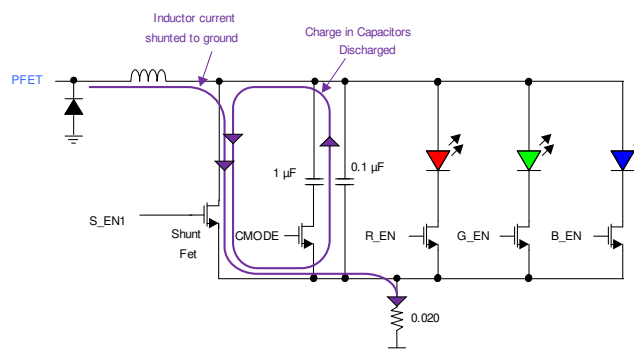 Inductor current
shunted to ground
Charge in Capacitors
Discharged
PFET
1 µF
0.1 µF
S_EN1
Shunt
Fet
CMODE
R_EN
G_EN
B_EN
0.020